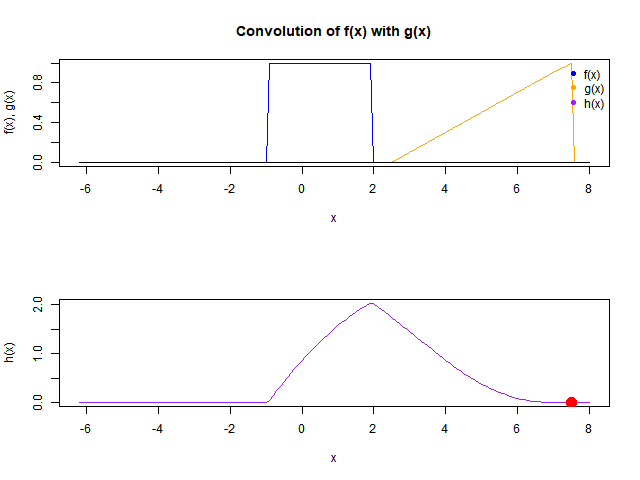 Convolution of f(x) with g(x)
f(x), g(x)
0.0 0.4 0.8
f(x)
g(x)
h(x)
-6 -4 -2 0 2 4 6 8
x
h(x)
0.0 1.0 2.0
-6 -4 -2 0 2 4 6 8
x